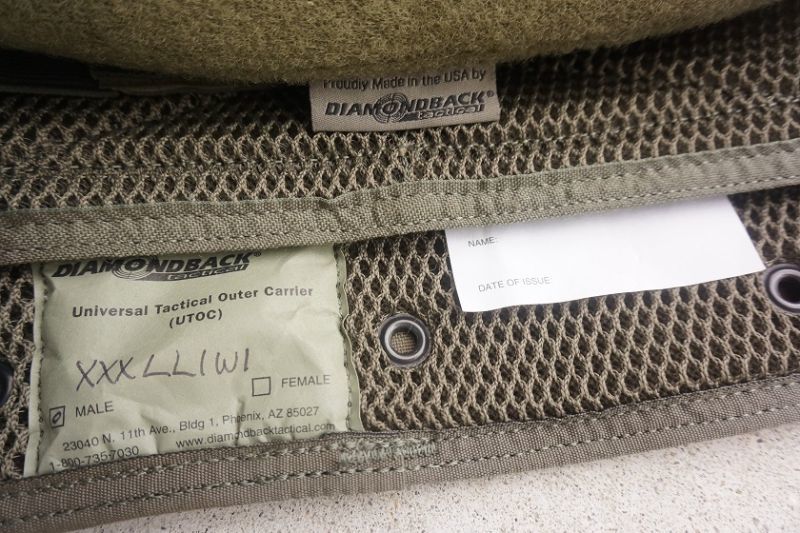 Proudly Made in the USA by
DIAMONDBACK
tactical
DIAMONDBACK
tactical
Universal Tactical Outer Carrier
(UTOC)
XXXLL1W1
MALE
FEMALE
23040 N. 11th Ave., Bldg 1, Phoenix, AZ 85027
www.diamondbacktactical.com
1-800-735-7030
NAME:
DATE OF ISSUE: